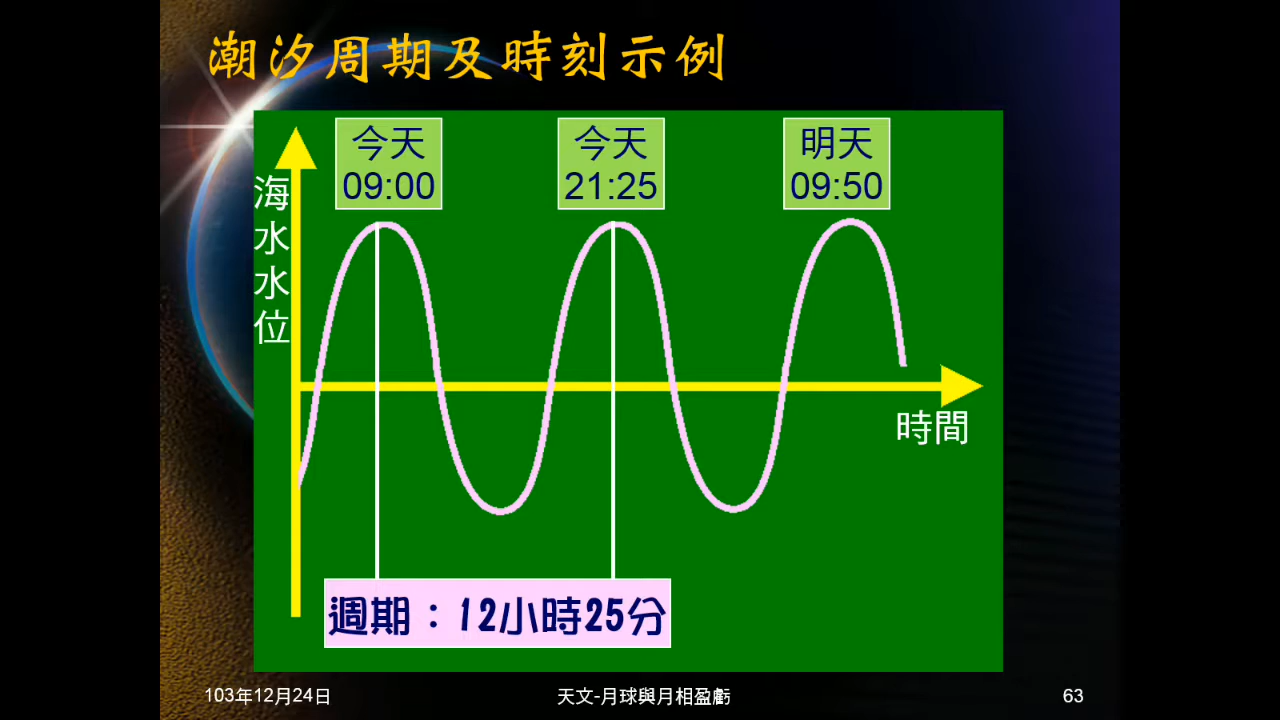 潮汐周期及時刻示例
今天
09:00
今天
21:25
明天
09:50
海水水位
時間
週期：12小時25分
103年12月24日
天文-月球與月相盈虧
63